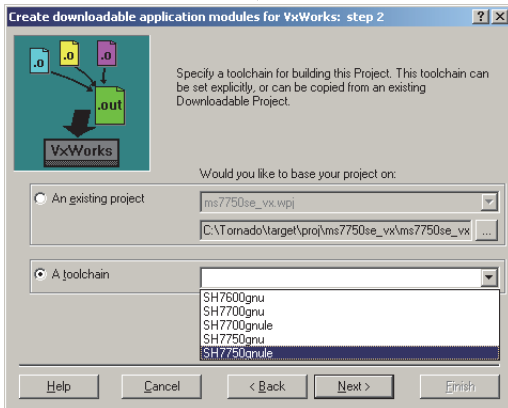 Create downloadable application modules for VxWorks: step 2
.o
.o
.o
.out
VxWorks
Specify a toolchain for building this Project. This toolchain can
be set explicitly, or can be copied from an existing
Downloadable Project.
Would you like to base your project on:
An existing project
ms7750se_vx.wpj
C:\Tornado\target\proj\ms7750se_vx\ms7750se_vx
...
A toolchain
SH7600gnu
SH7700gnu
SH7700gnule
SH7750gnu
SH7750gnule
Help
Cancel
< Back
Next >
Finish